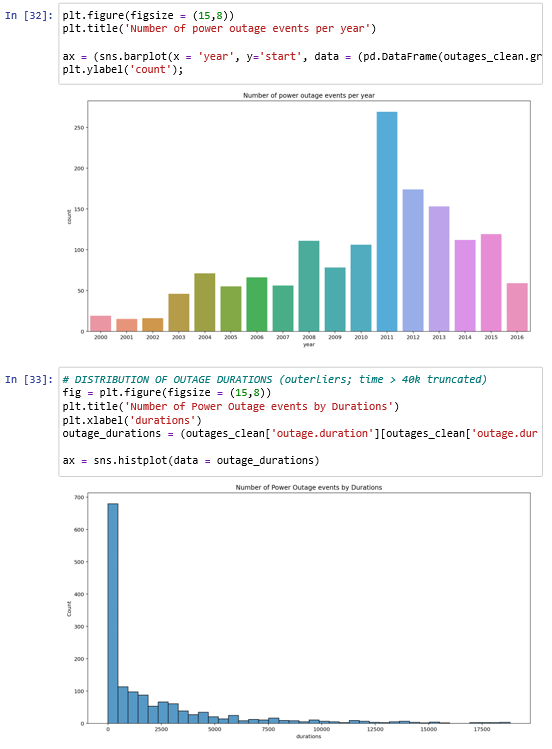 In [32]: plt.figure(figsize = (15,8))
plt.title('Number of power outage events per year')
ax = (sns.barplot(x = 'year', y='start', data = (pd.DataFrame(outages_clean.gr
plt.ylabel('count');
Number of power outage events per year
250
200
150
100
50
0
count
2000 2001 2002 2003 2004 2005 2006 2007 2008 2009 2010 2011 2012 2013 2014 2015 2016
year
In [33]: # DISTRIBUTION OF OUTAGE DURATIONS (outerliers; time > 40k truncated)
fig = plt.figure(figsize = (15,8))
plt.title('Number of Power Outage events by Durations')
plt.xlabel('durations')
outage_durations = (outages_clean['outage.duration'][outages_clean['outage.dur
ax = sns.histplot(data = outage_durations)
Number of Power Outage events by Durations
700
600
500
400
300
200
100
0
Count
0 2500 5000 7500 10000 12500 15000 17500
durations